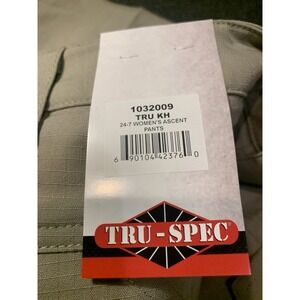 1032009
TRU KH
24-7 WOMEN'S ASCENT
PANTS
6 90104 42376 0
TRU-SPEC®